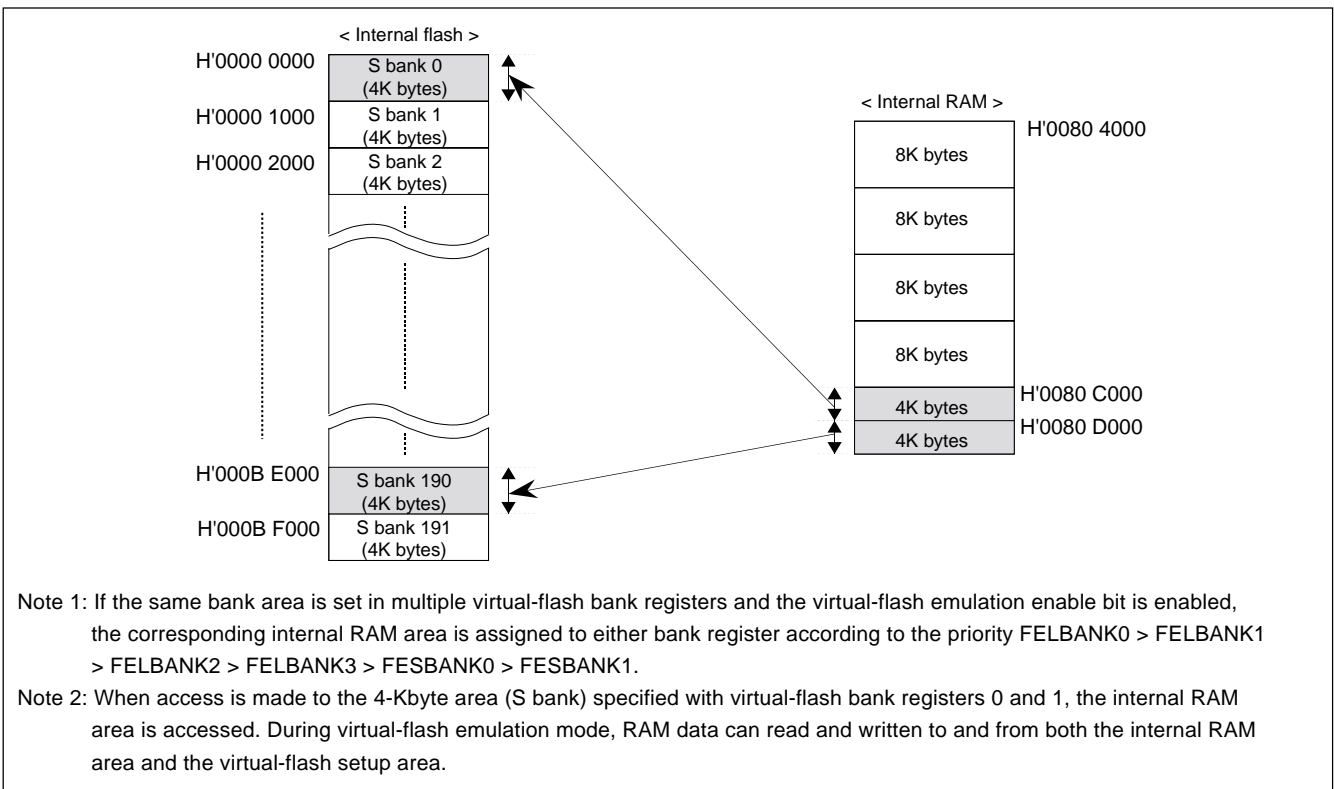 < Internal flash >
H'0000 0000
S bank 0
(4K bytes)
H'0000 1000
S bank 1
(4K bytes)
H'0000 2000
S bank 2
(4K bytes)
H'000B E000
S bank 190
(4K bytes)
H'000B F000
S bank 191
(4K bytes)
< Internal RAM >
H'0080 4000
8K bytes
8K bytes
8K bytes
8K bytes
4K bytes
H'0080 C000
4K bytes
H'0080 D000
Note 1: If the same bank area is set in multiple virtual-flash bank registers and the virtual-flash emulation enable bit is enabled,
the corresponding internal RAM area is assigned to either bank register according to the priority FELBANK0 > FELBANK1
> FELBANK2 > FELBANK3 > FESBANK0 > FESBANK1.
Note 2: When access is made to the 4-Kbyte area (S bank) specified with virtual-flash bank registers 0 and 1, the internal RAM
area is accessed. During virtual-flash emulation mode, RAM data can read and written to and from both the internal RAM
area and the virtual-flash setup area.